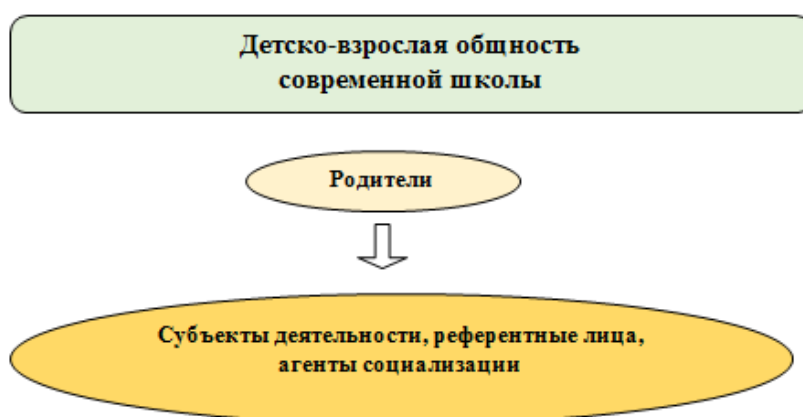 Детско-взрослая общность
современной школы
Родители
Субъекты деятельности, референтные лица,
агенты социализации